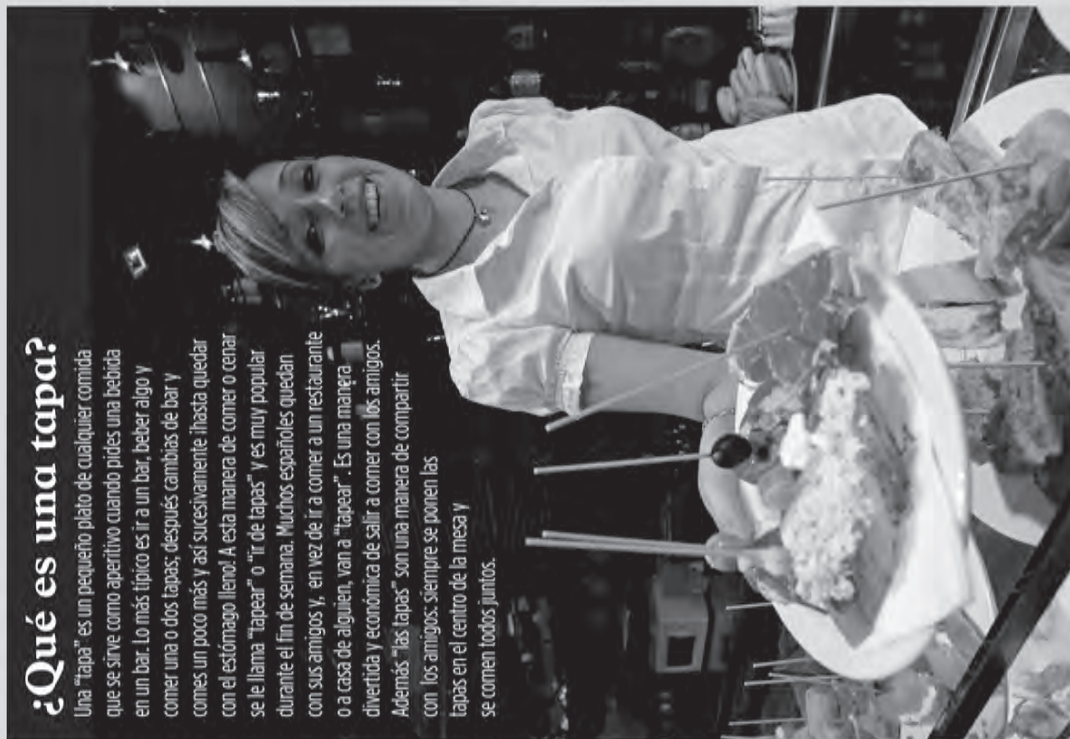 ¿Qué es una tapa?
Una "tapa" es un pequeño plato de cualquier comida
que se sirve como aperitivo cuando pides una bebida
en un bar. Lo más típico es ir a un bar, beber algo y
comer una o dos tapas; después cambias de bar y
comes un poco más y así sucesivamente ¡hasta quedar
con el estómago lleno! A esta manera de comer o cenar
se le llama "tapear" o "ir de tapas" y es muy popular
durante el fin de semana. Muchos españoles quedan
con sus amigos y, en vez de ir a comer a un restaurante
o a casa de alguien, van a "tapear". Es una manera
divertida y económica de salir a comer con los amigos.
Además "las tapas" son una manera de compartir
con los amigos: siempre se ponen las
tapas en el centro de la mesa y
se comen todos juntos.